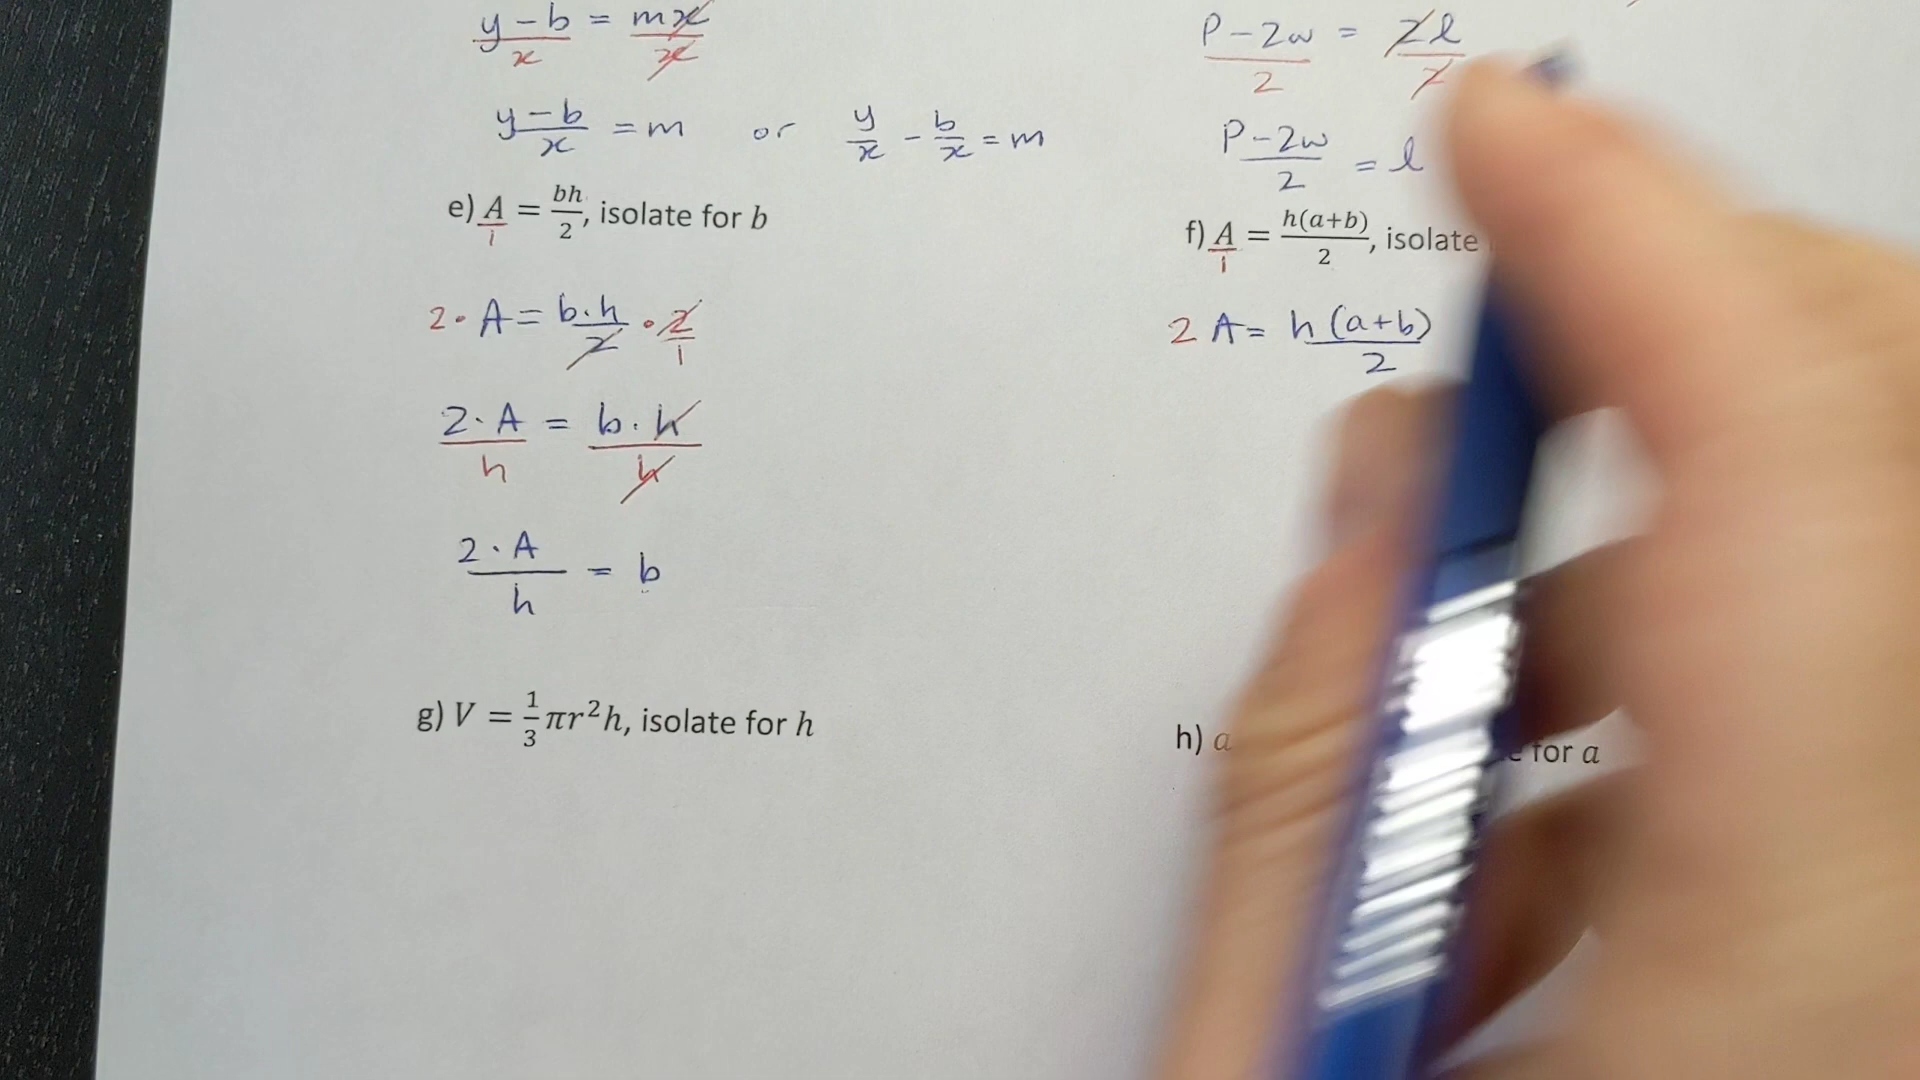 y - b / x = mx / x
y - b / x = m or y/x - b/x = m
e) A/1 = bh/2, isolate for b
2 · A = b·h/2 · 2/1
2·A / h = b·h / h
2·A / h = b
g) V = 1/3 πr²h, isolate for h
P - 2w / 2 = 2l / 2
P - 2w / 2 = l
f) A/1 = h(a+b)/2, isolate
2 A = h(a+b) / 2
h) a for a